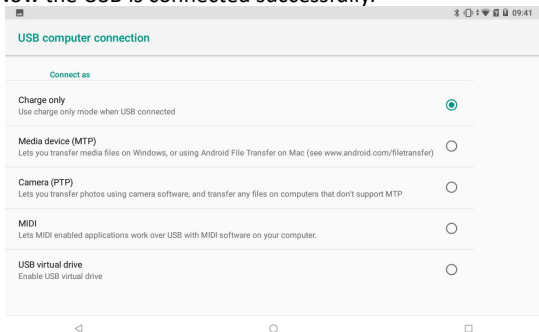 Now the USB is connected successfully.
09:41
USB computer connection
Connect as
Charge only
Use charge only mode when USB connected
Media device (MTP)
Lets you transfer media files on Windows, or using Android File Transfer on Mac (see www.android.com/filetransfer)
Camera (PTP)
Lets you transfer photos using camera software, and transfer any files on computers that don't support MTP
MIDI
Lets MIDI enabled applications work over USB with MIDI software on your computer.
USB virtual drive
Enable USB virtual drive